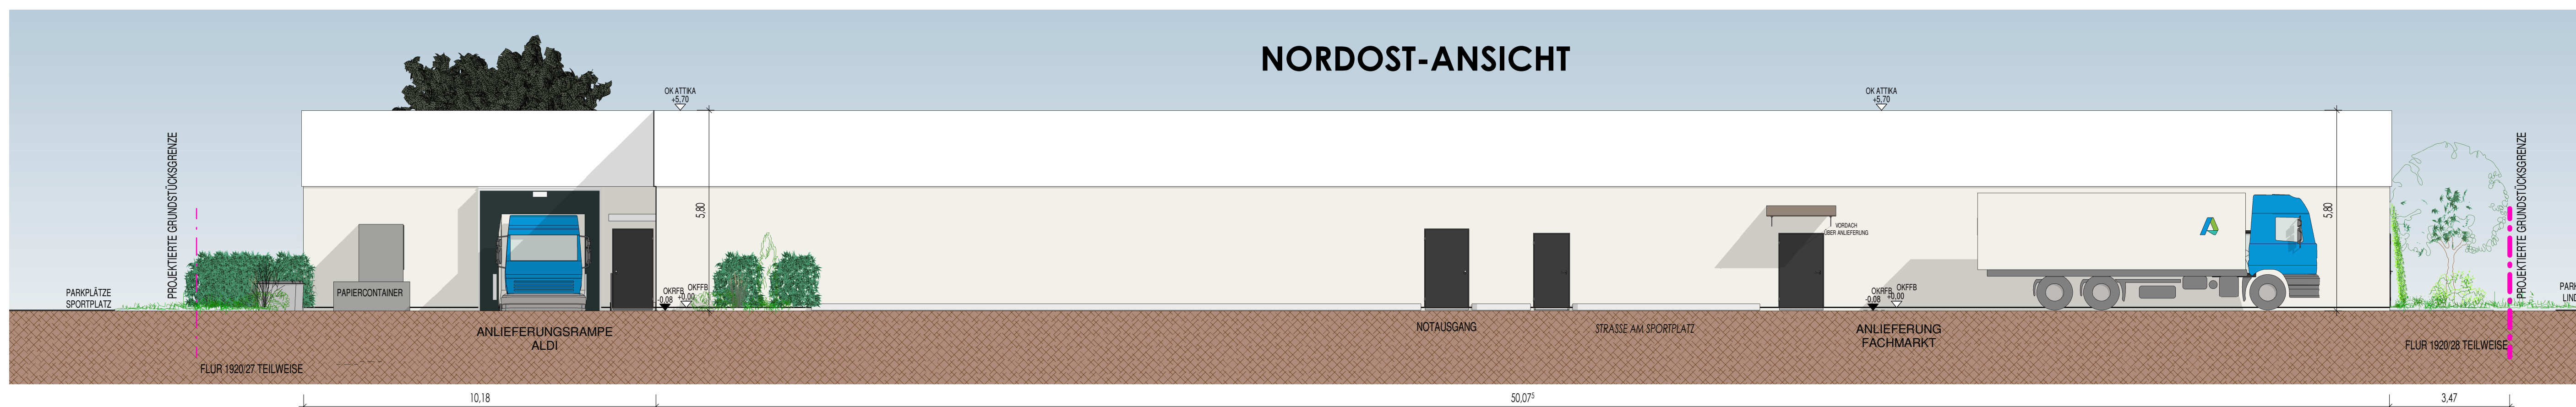 NORDOST-ANSICHT
OK ATTIKA
+5,70
OK ATTIKA
+5,70
PROJEKTIERTE GRUNDSTÜCKSGRENZE
PROJEKTIERTE GRUNDSTÜCKSGRENZE
5,80
5,80
VORDACH
ÜBER ANLIEFERUNG
PARKPLÄTZE
SPORTPLATZ
PAPIERCONTAINER
OKRFB
-0,08
OKFFB
+0,00
OKRFB
-0,08
OKFFB
+0,00
PARK
LIND
ANLIEFERUNGSRAMPE
ALDI
NOTAUSGANG
STRASSE AM SPORTPLATZ
ANLIEFERUNG
FACHMARKT
FLUR 1920/27 TEILWEISE
FLUR 1920/28 TEILWEISE
10,18
50,07⁵
3,47